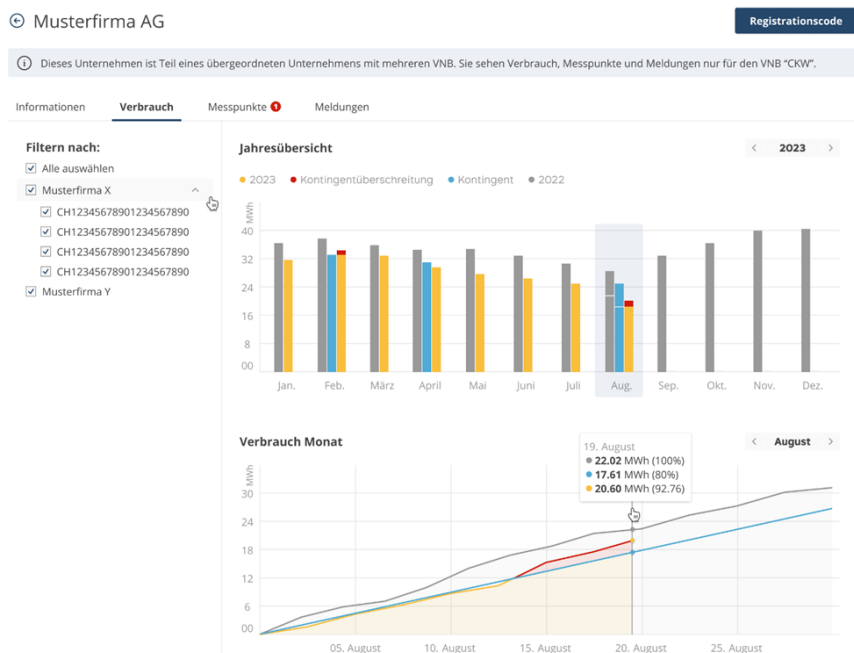 Musterfirma AG
Registrationscode
Dieses Unternehmen ist Teil eines übergeordneten Unternehmens mit mehreren VNB. Sie sehen Verbrauch, Messpunkte und Meldungen nur für den VNB “CKW”.
Informationen Verbrauch Messpunkte 1 Meldungen
Filtern nach:
Alle auswählen
Musterfirma X
CH12345678901234567890
CH12345678901234567890
CH12345678901234567890
CH12345678901234567890
Musterfirma Y
Jahresübersicht
2023
2023 Kontingentüberschreitung Kontingent 2022
MWh
40
32
24
16
8
00
Jan. Feb. März April Mai Juni Juli Aug. Sep. Okt. Nov. Dez.
Verbrauch Monat
August
19. August
22.02 MWh (100%)
17.61 MWh (80%)
20.60 MWh (92.76)
MWh
30
24
18
12
6
00
05. August 10. August 15. August 20. August 25. August